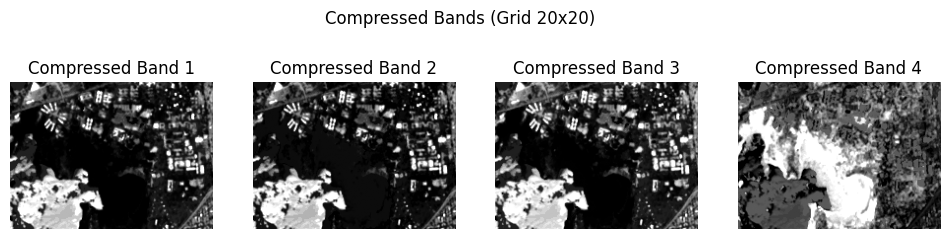 Compressed Bands (Grid 20x20)
Compressed Band 1
Compressed Band 2
Compressed Band 3
Compressed Band 4